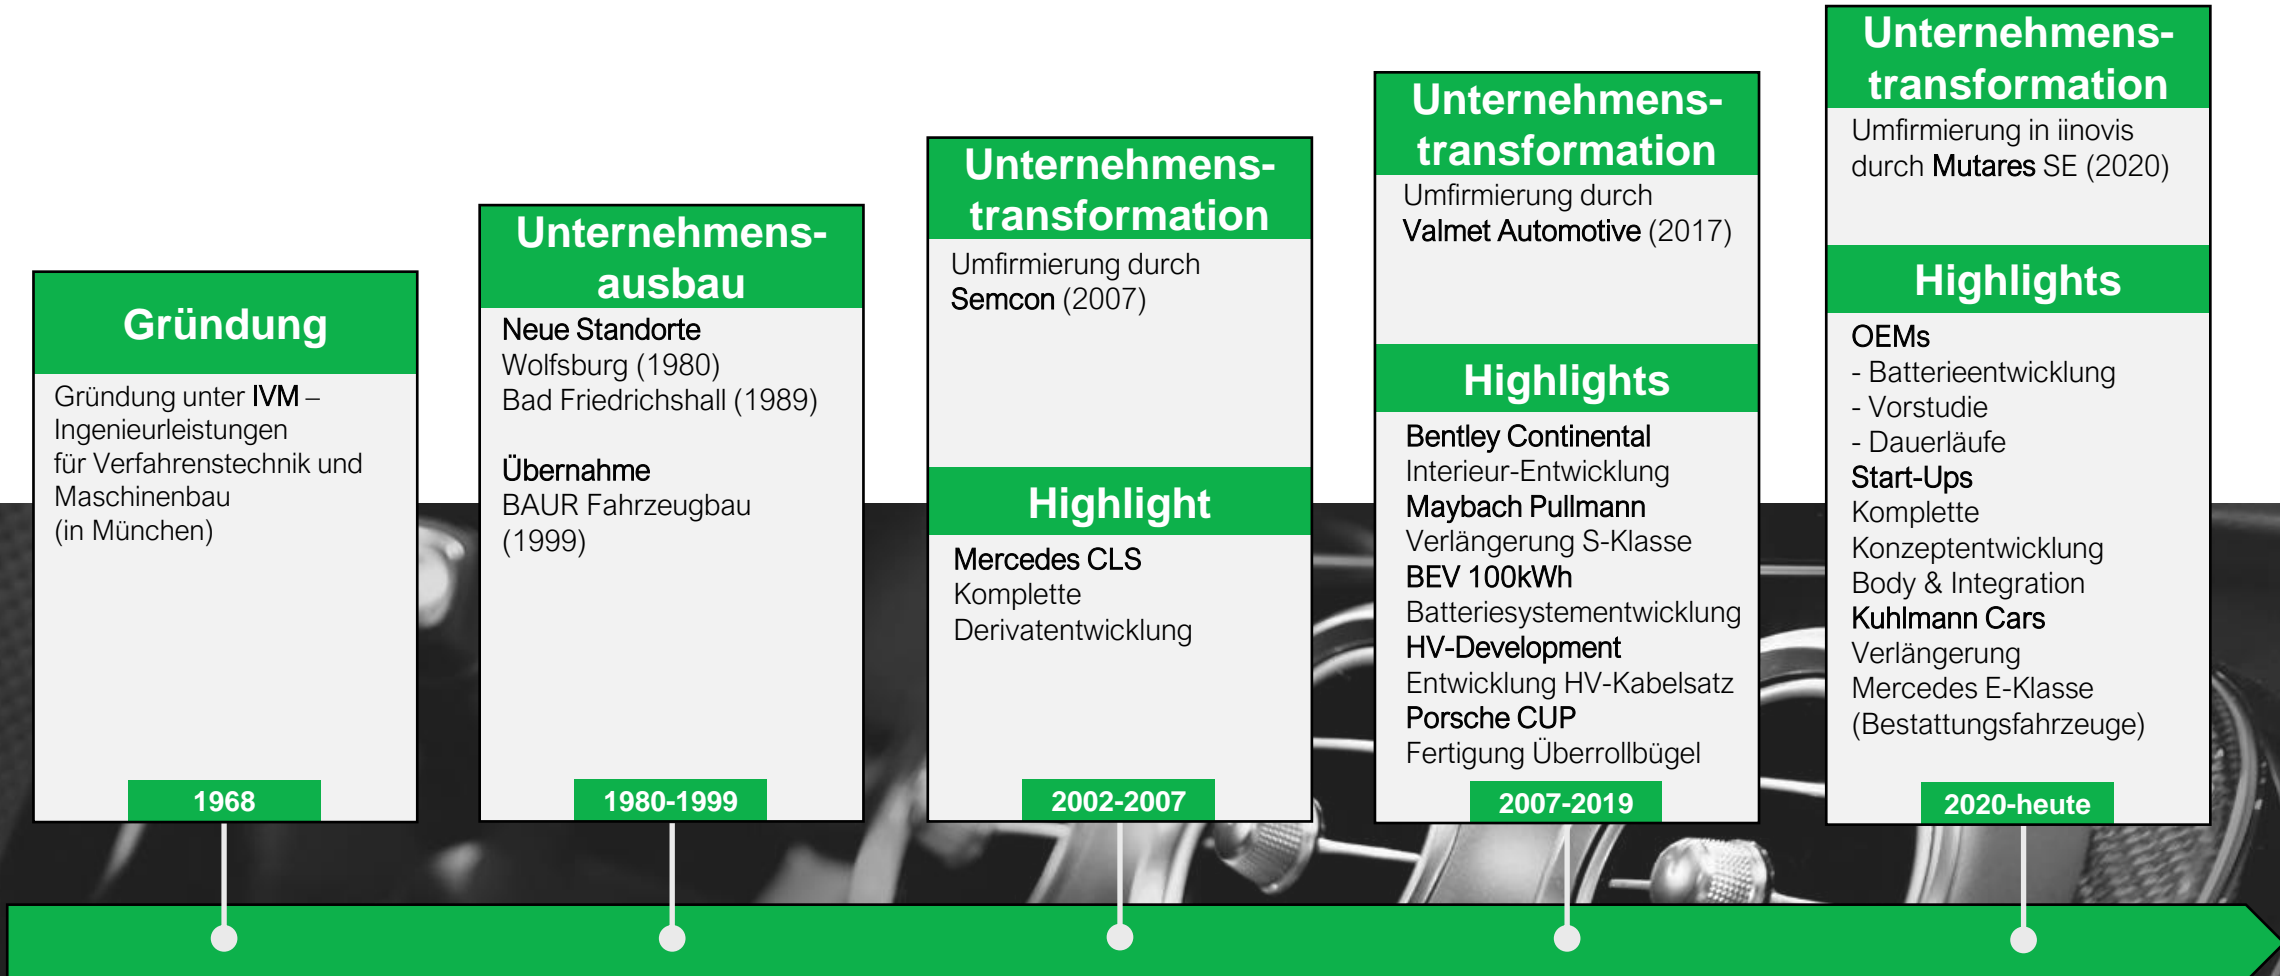 Gründung
Gründung unter IVM –
Ingenieurleistungen
für Verfahrenstechnik und
Maschinenbau
(in München)
1968
Unternehmens-
ausbau
Neue Standorte
Wolfsburg (1980)
Bad Friedrichshall (1989)
Übernahme
BAUR Fahrzeugbau
(1999)
1980-1999
Unternehmens-
transformation
Umfirmierung durch
Semcon (2007)
Highlight
Mercedes CLS
Komplette
Derivatentwicklung
2002-2007
Unternehmens-
transformation
Umfirmierung durch
Valmet Automotive (2017)
Highlights
Bentley Continental
Interieur-Entwicklung
Maybach Pullmann
Verlängerung S-Klasse
BEV 100kWh
Batteriesystementwicklung
HV-Development
Entwicklung HV-Kabelsatz
Porsche CUP
Fertigung Überrollbügel
2007-2019
Unternehmens-
transformation
Umfirmierung in iinovis
durch Mutares SE (2020)
Highlights
OEMs
- Batterieentwicklung
- Vorstudie
- Dauerläufe
Start-Ups
Komplette
Konzeptentwicklung
Body & Integration
Kuhlmann Cars
Verlängerung
Mercedes E-Klasse
(Bestattungsfahrzeuge)
2020-heute